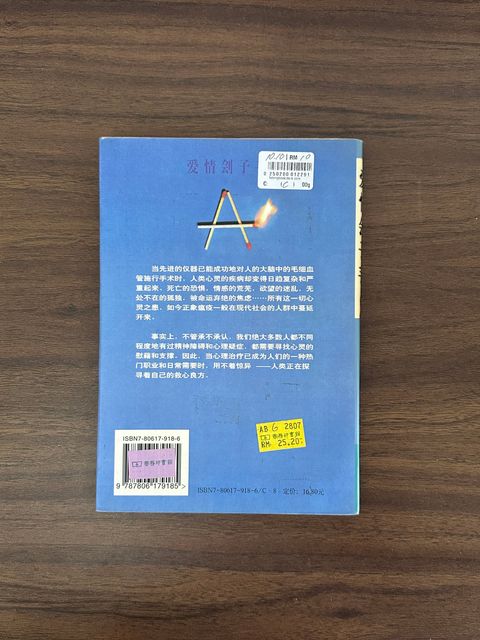 爱情刽子
10.10 RM 10
0 250200 012791
00g
当先进的仪器已能成功地对人的大脑中的毛细血
管施行手术时，人类心灵的疾病却变得日趋复杂和严
重起来，死亡的恐惧，情感的荒芜，欲望的迷乱，无
处不在的孤独，被命运弃绝的焦虑……所有这一切心
灵之患，如今正象瘟疫一般在现代社会的人群中蔓延
开来。
事实上，不管承不承认，我们绝大多数人都不同
程度地有过精神障碍和心理疑症，都需要寻找心灵的
慰藉和支撑。因此，当心理治疗已成为人们的一种热
门职业和日常需要时，用不着惊异——人类正在探
寻着自己的救心良方。
AB G 2807
RM: 25.20
ISBN7-80617-918-6
9 787806 179185
ISBN7-80617-918-6/C·8 定价：16.80元